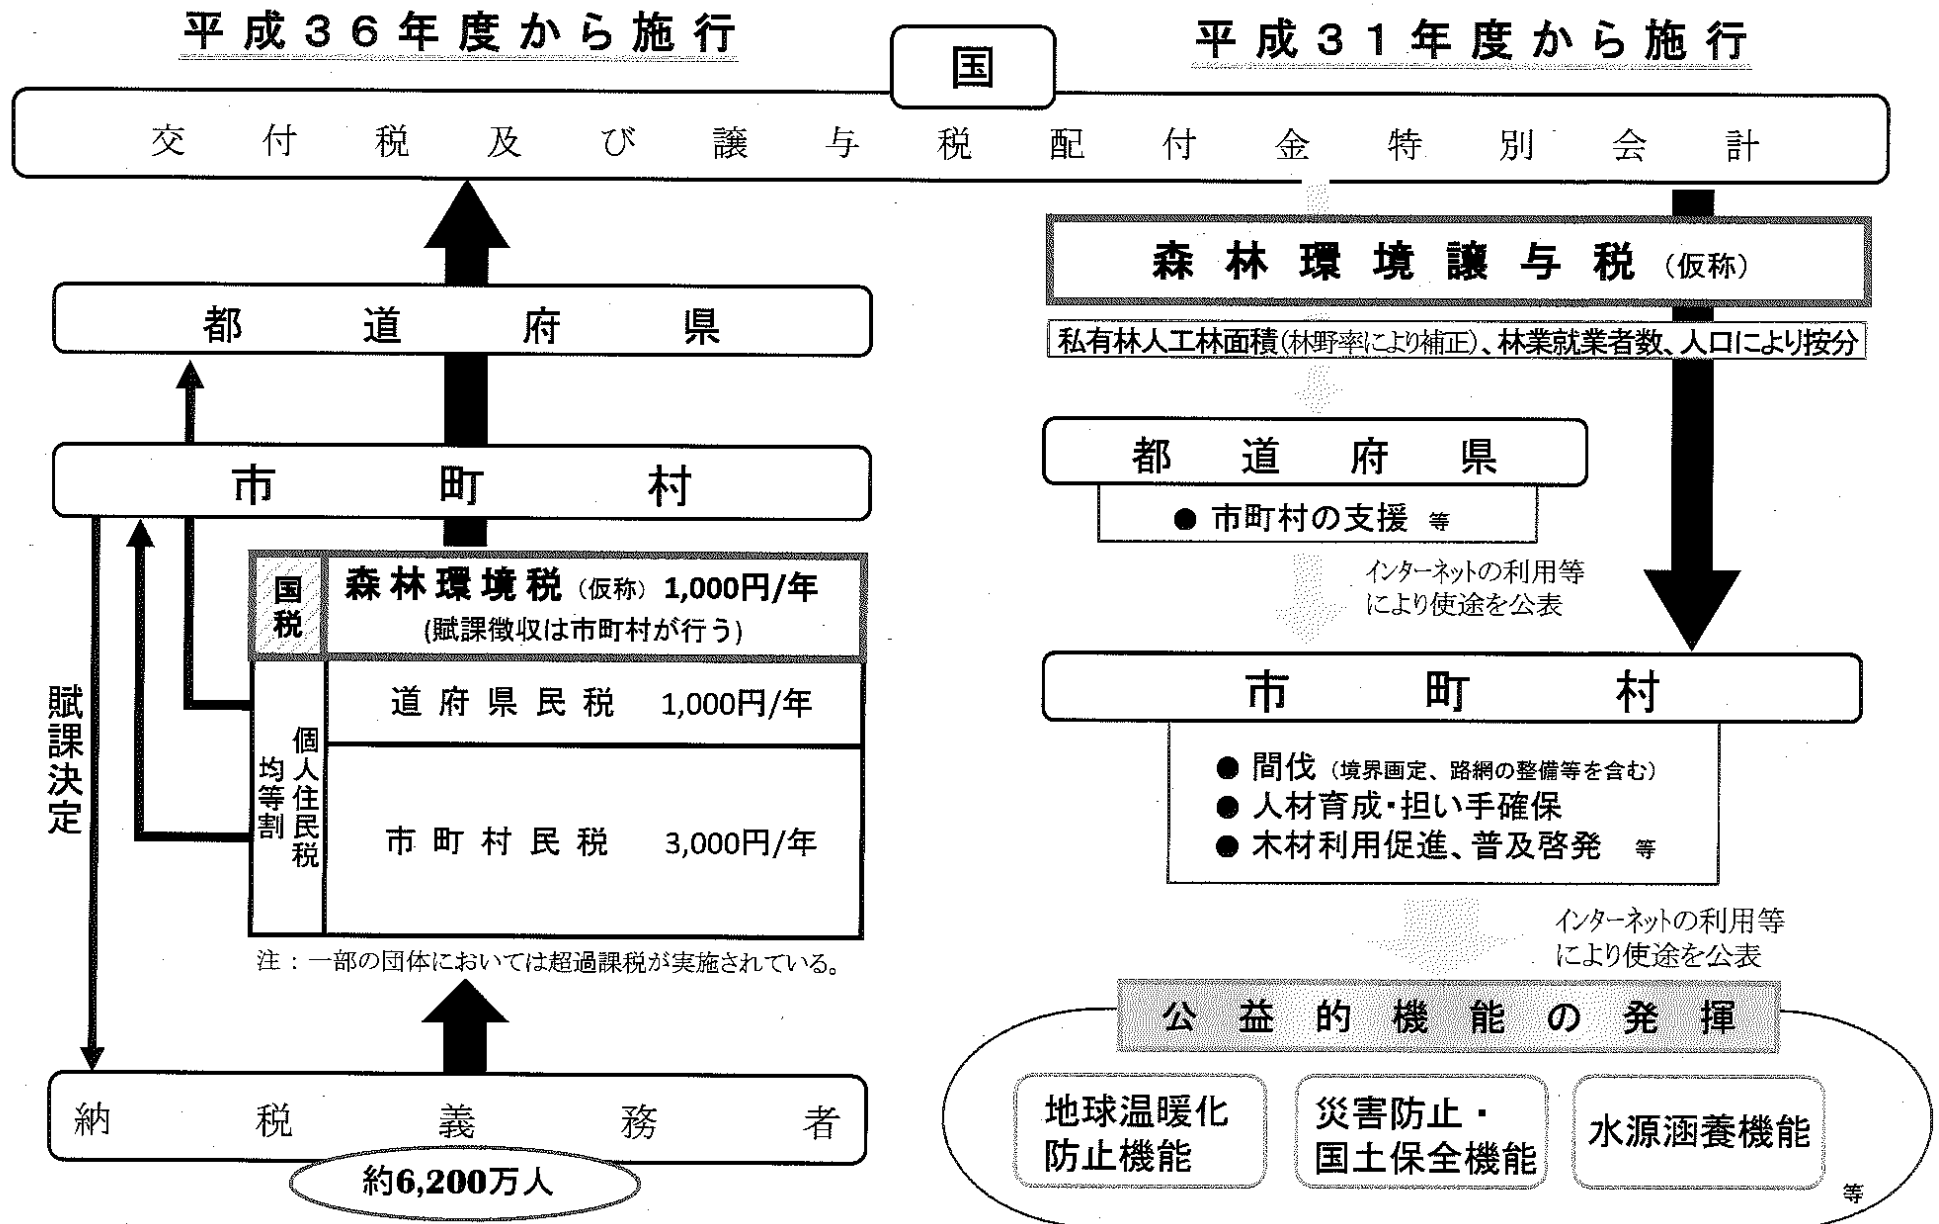 平成36年度から施行
国
平成31年度から施行
交付税及び譲与税配付金特別会計
都道府県
市町村
国税
森林環境税(仮称) 1,000円/年
(賦課徴収は市町村が行う)
個人住民税
均等割
道府県民税 1,000円/年
市町村民税 3,000円/年
賦課決定
注:一部の団体においては超過課税が実施されている。
納税義務者
約6,200万人
森林環境譲与税(仮称)
私有林人工林面積(林野率により補正)、林業就業者数、人口により按分
都道府県
● 市町村の支援 等
インターネットの利用等
により使途を公表
市町村
● 間伐(境界画定、路網の整備等を含む)
● 人材育成・担い手確保
● 木材利用促進、普及啓発 等
インターネットの利用等
により使途を公表
公益的機能の発揮
地球温暖化
防止機能
災害防止・
国土保全機能
水源涵養機能
等